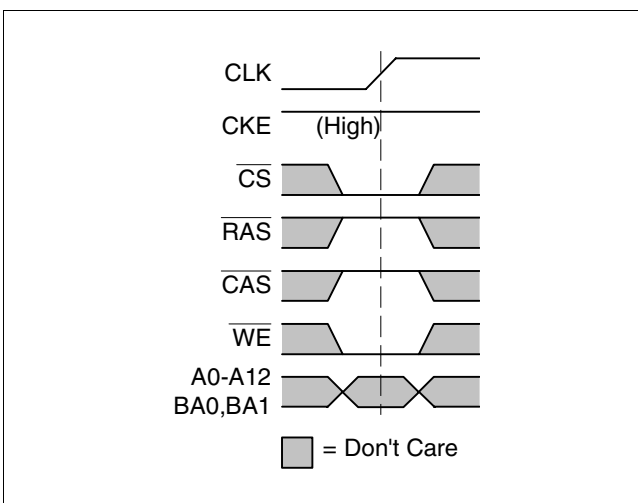 CLK
CKE (High)
CS
RAS
CAS
WE
A0-A12
BA0,BA1
= Don't Care